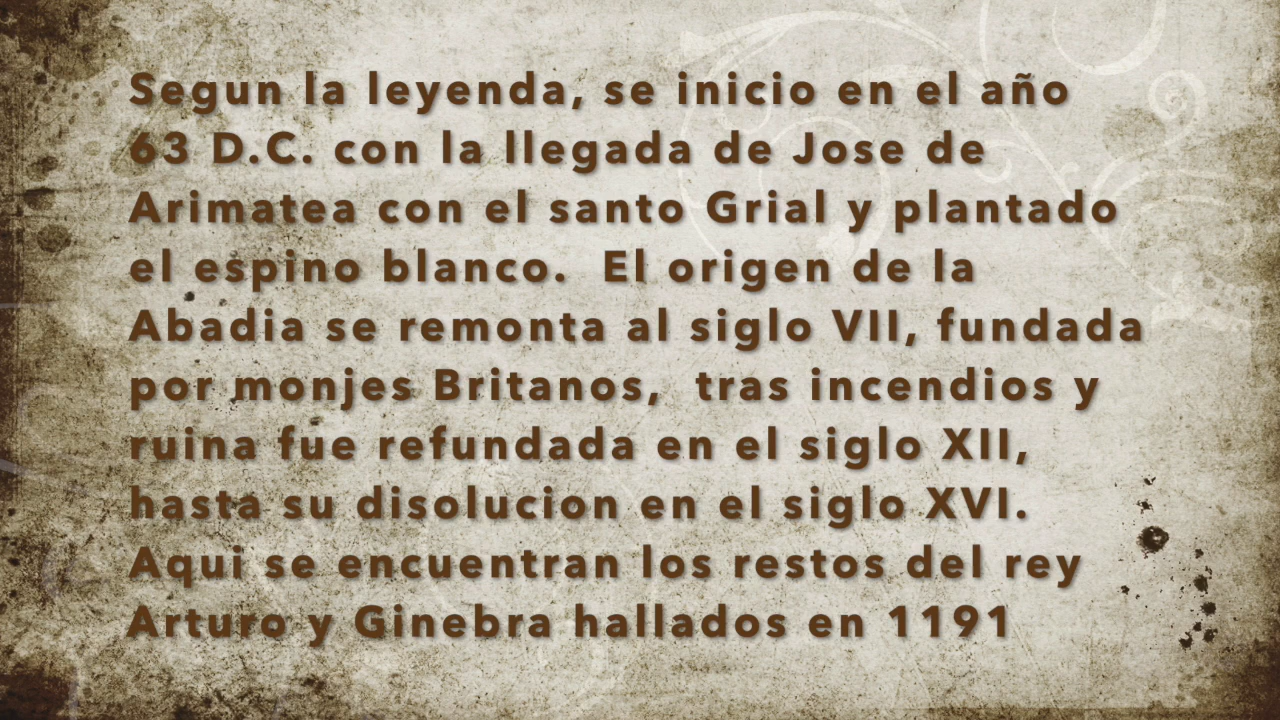 Segun la leyenda, se inicio en el año
63 D.C. con la llegada de Jose de
Arimatea con el santo Grial y plantado
el espino blanco.  El origen de la
Abadia se remonta al siglo VII, fundada
por monjes Britanos,  tras incendios y
ruina fue refundada en el siglo XII,
hasta su disolucion en el siglo XVI.
Aqui se encuentran los restos del rey
Arturo y Ginebra hallados en 1191